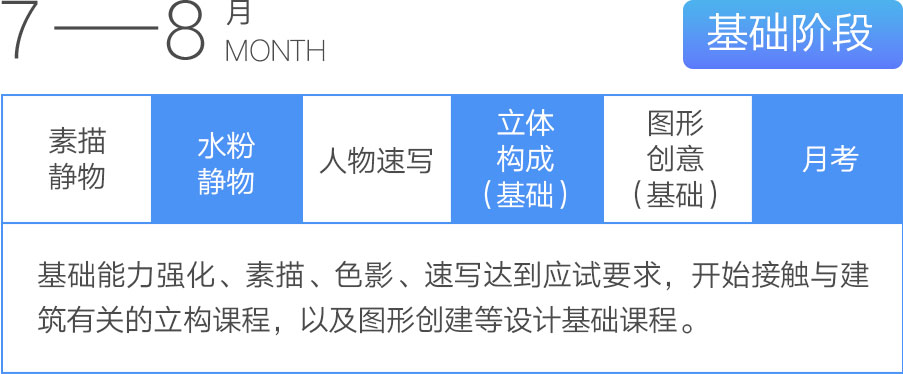 7——8月
MONTH
基础阶段
素描
静物
水粉
静物
人物速写
立体
构成
(基础)
图形
创意
(基础)
月考
基础能力强化、素描、色影、速写达到应试要求，开始接触与建
筑有关的立构课程，以及图形创建等设计基础课程。